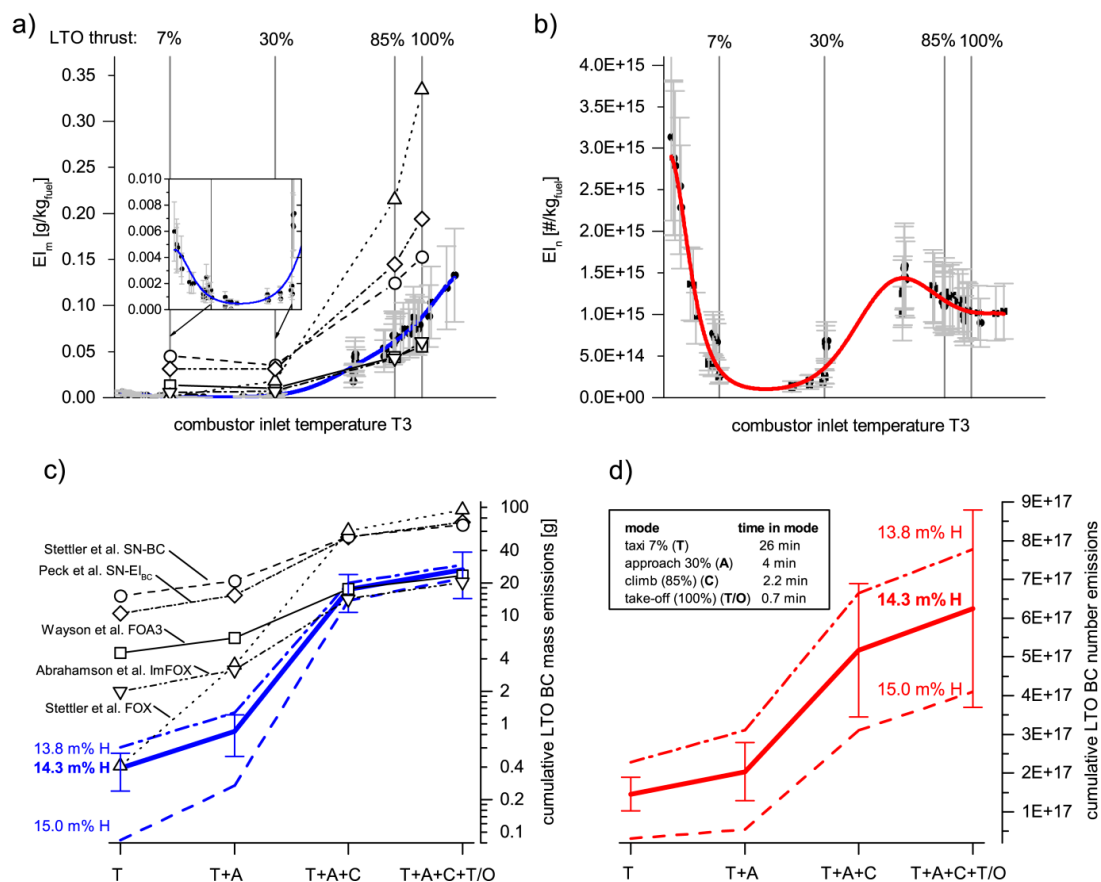 a)
LTO thrust: 7% 30% 85% 100%
0.35
0.30
0.25
0.20
0.15
0.10
0.05
0.00
EIm [g/kgfuel]
0.010
0.008
0.006
0.004
0.002
0.000
combustor inlet temperature T3
b)
7% 30% 85% 100%
4.0E+15
3.5E+15
3.0E+15
2.5E+15
2.0E+15
1.5E+15
1.0E+15
5.0E+14
0.0E+00
EIn [#/kgfuel]
combustor inlet temperature T3
c)
Stettler et al. SN-BC
Peck et al. SN-EIBC
Wayson et al. FOA3
Abrahamson et al. ImFOX
Stettler et al. FOX
13.8 m% H
14.3 m% H
15.0 m% H
100
40
20
10
4
2
1
0.4
0.2
0.1
cumulative LTO BC mass emissions [g]
T T+A T+A+C T+A+C+T/O
d)
mode time in mode
taxi 7% (T) 26 min
approach 30% (A) 4 min
climb (85%) (C) 2.2 min
take-off (100%) (T/O) 0.7 min
13.8 m% H
14.3 m% H
15.0 m% H
9E+17
8E+17
7E+17
6E+17
5E+17
4E+17
3E+17
2E+17
1E+17
cumulative LTO BC number emissions
T T+A T+A+C T+A+C+T/O